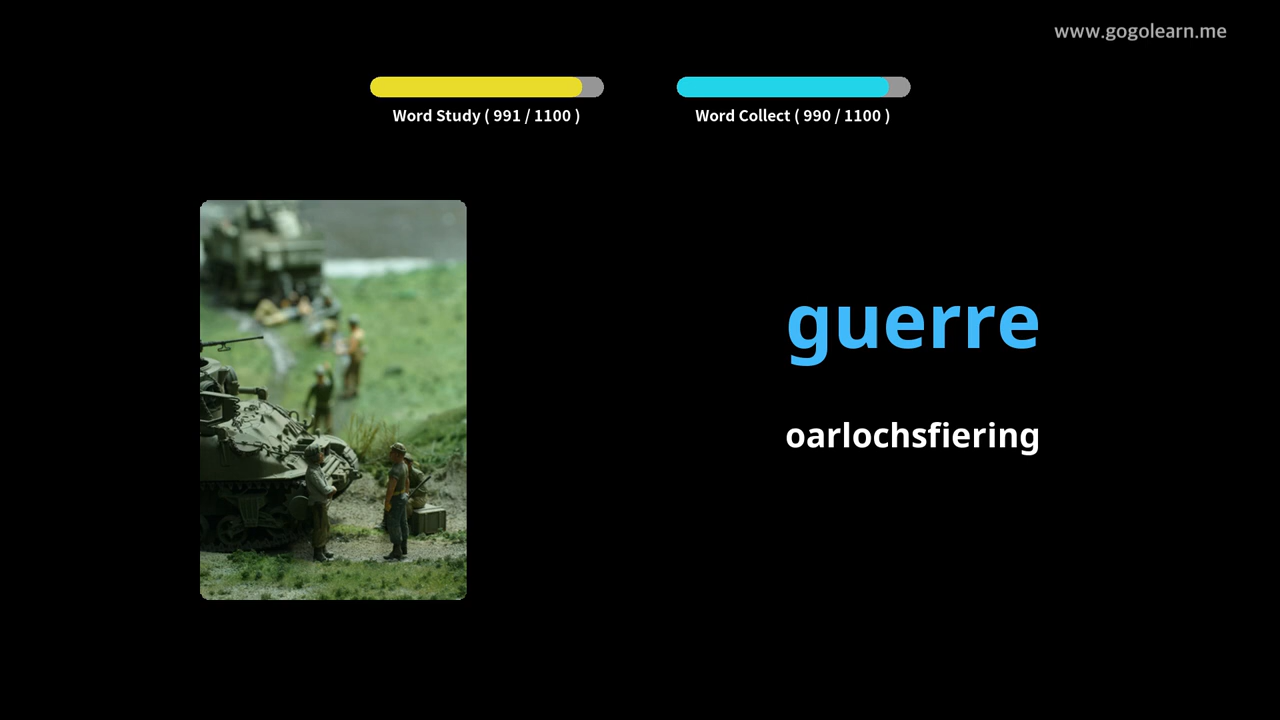 www.gogolearn.me
Word Study ( 991 / 1100 )
Word Collect ( 990 / 1100 )
guerre
oarlochsfiering